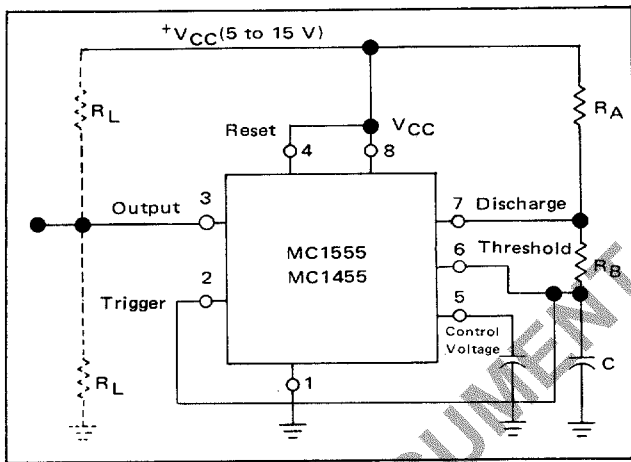 +VCC (5 to 15 V)
RL
RA
Reset
VCC
4
8
3
7
Discharge
Output
MC1555
MC1455
6
Threshold
RB
2
Trigger
5
Control
Voltage
C
1
RL
UMENT